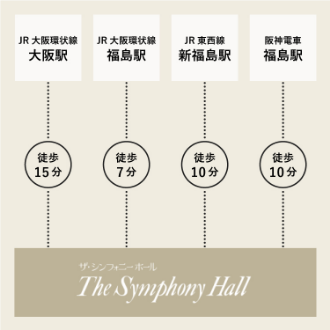 JR 大阪環状線
大阪駅
JR 大阪環状線
福島駅
JR 東西線
新福島駅
阪神電車
福島駅
徒歩
15分
徒歩
7分
徒歩
10分
徒歩
10分
ザ・シンフォニーホール
The Symphony Hall